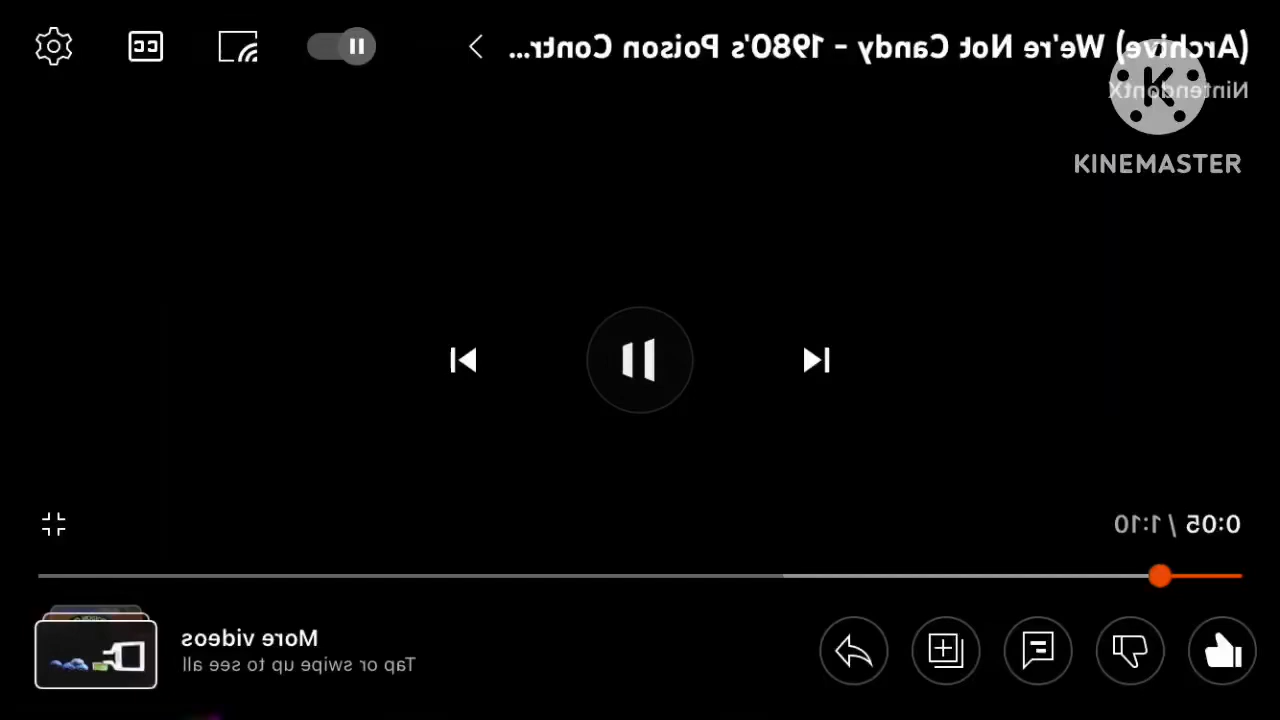 (Archive) We're Not Candy - 1980's Poison Contr...
NintendontX
K
KINEMASTER
0:05 / 1:10
More videos
Tap or swipe up to see all